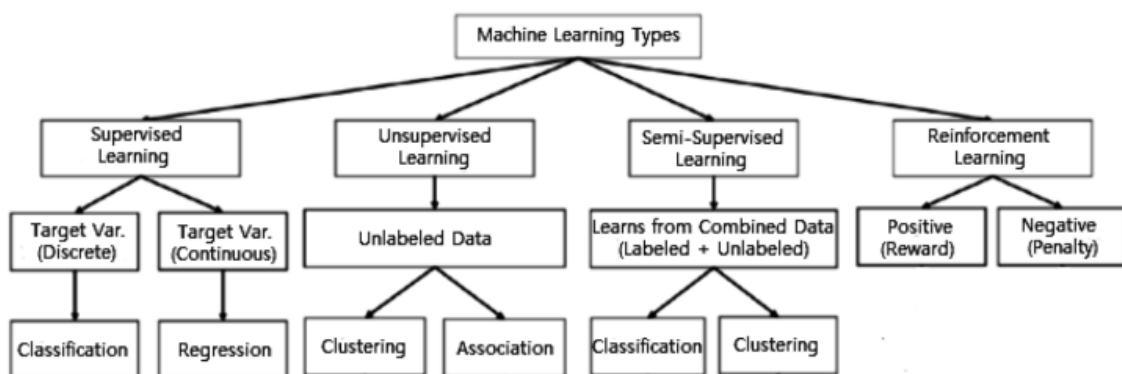 Machine Learning Types
Supervised
Learning
Unsupervised
Learning
Semi-Supervised
Learning
Reinforcement
Learning
Target Var.
(Discrete)
Target Var.
(Continuous)
Unlabeled Data
Learns from Combined Data
(Labeled + Unlabeled)
Positive
(Reward)
Negative
(Penalty)
Classification
Regression
Clustering
Association
Classification
Clustering